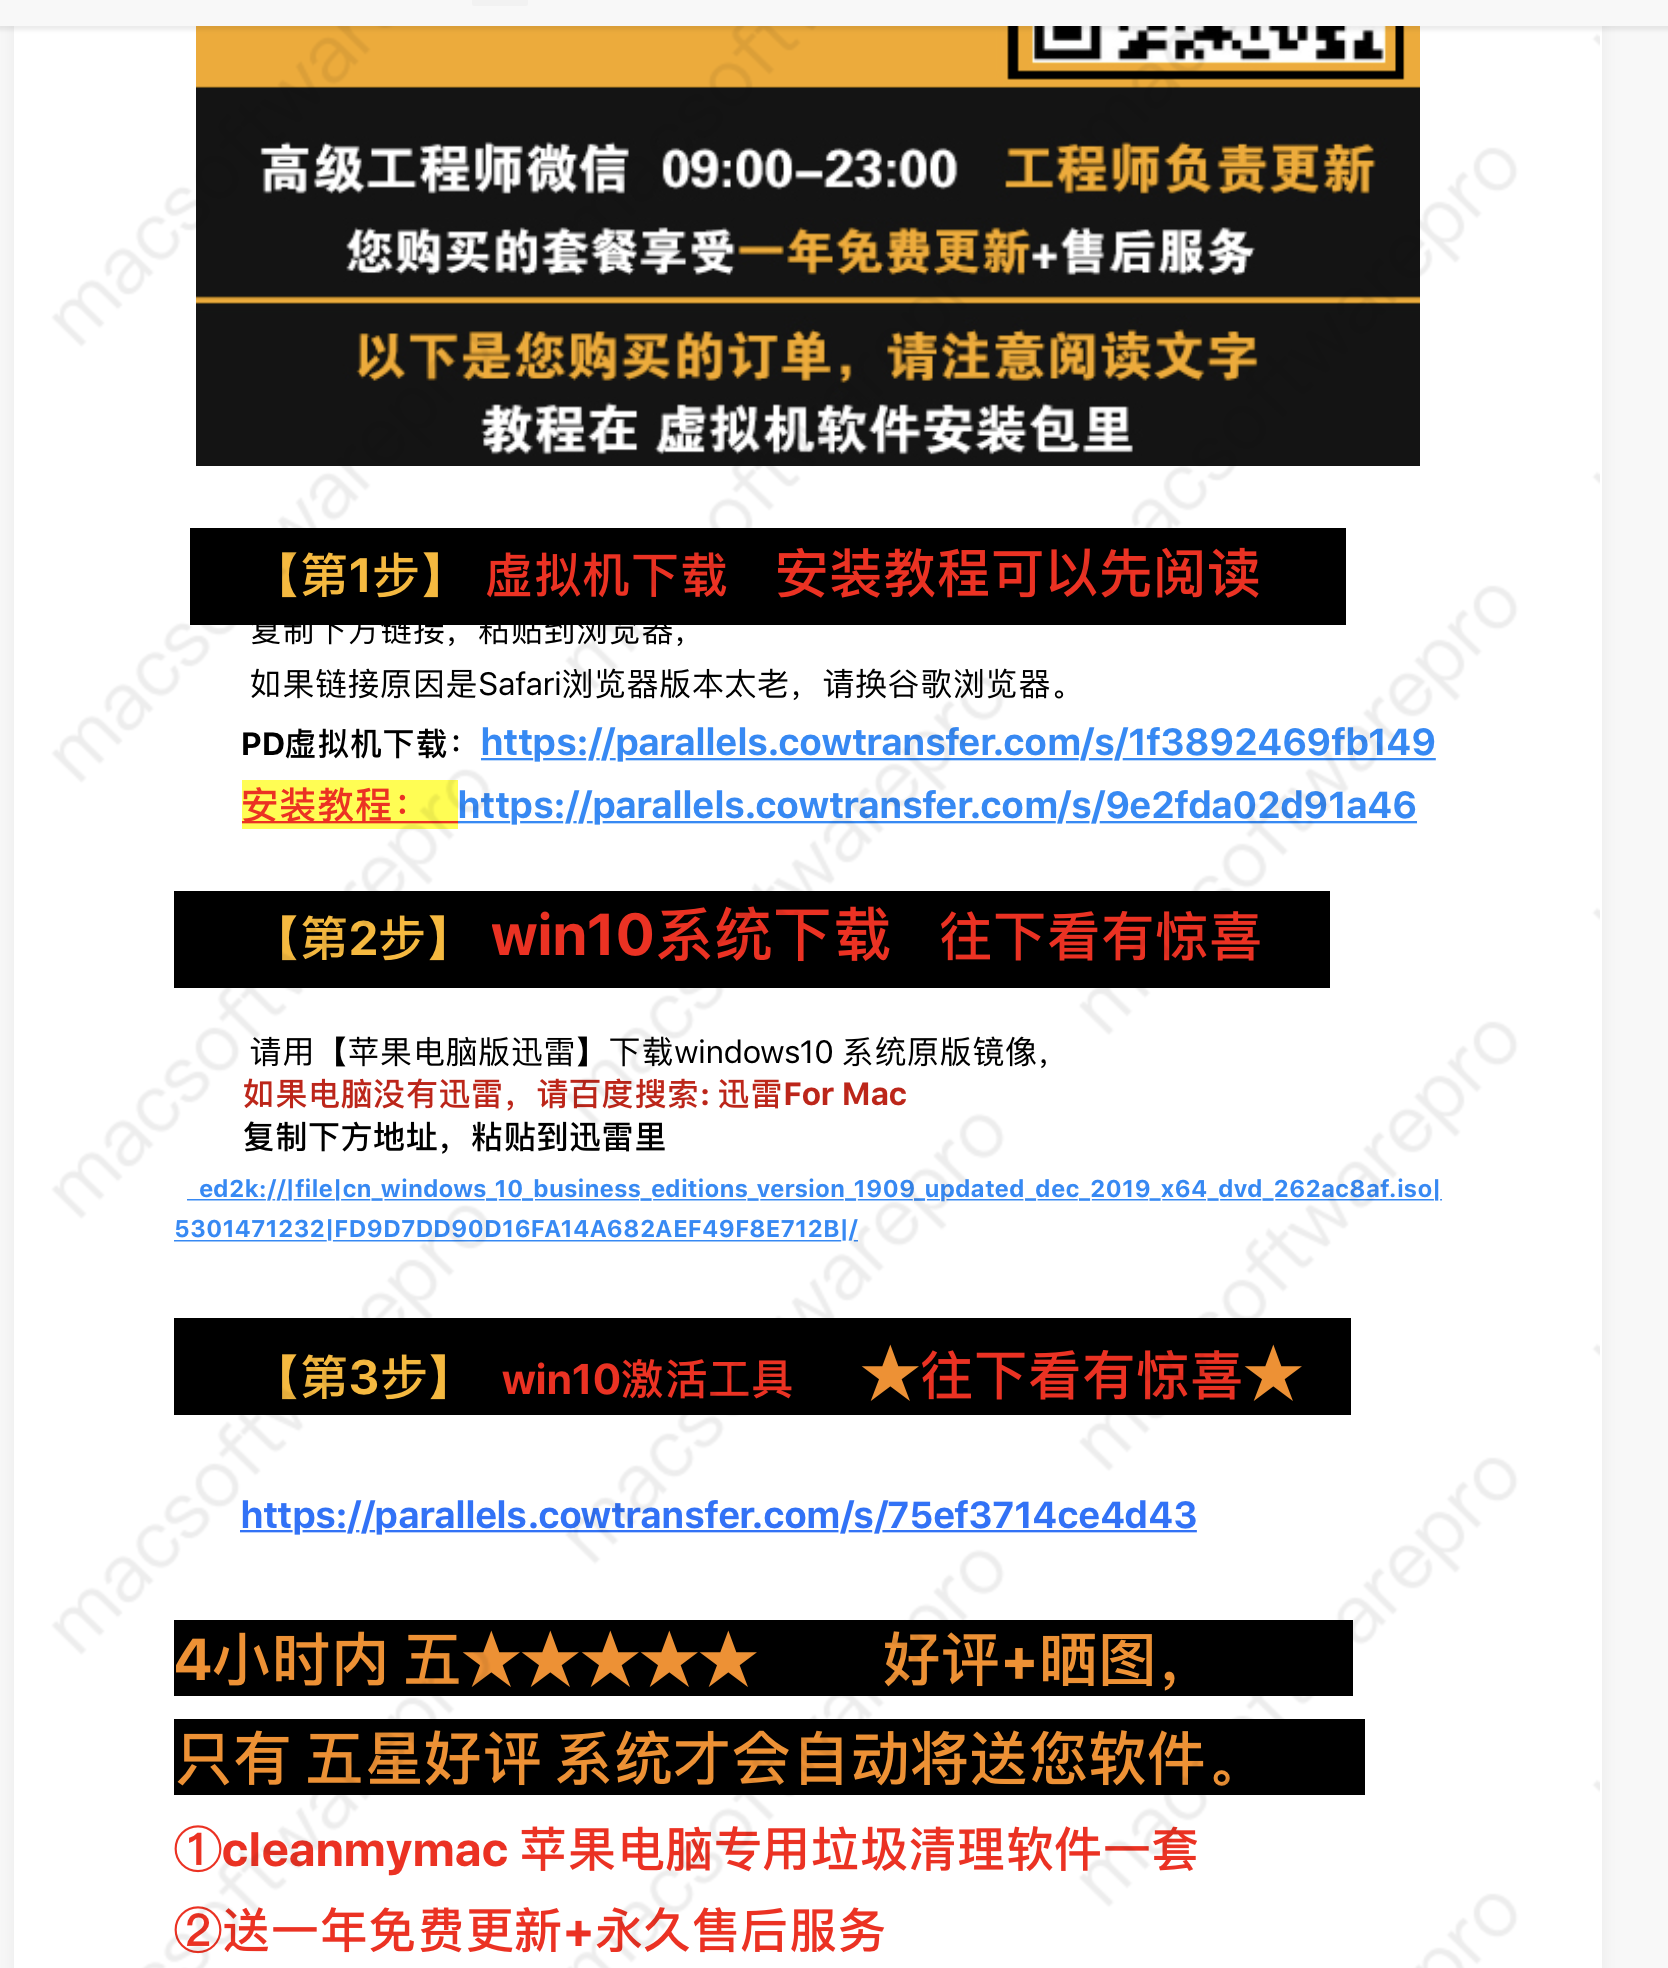 高级工程师微信 09:00-23:00 工程师负责更新
您购买的套餐享受一年免费更新+售后服务
以下是您购买的订单，请注意阅读文字
教程在 虚拟机软件安装包里
【第1步】 虚拟机下载 安装教程可以先阅读
复制下方链接，粘贴到浏览器，
如果链接原因是Safari浏览器版本太老，请换谷歌浏览器。
PD虚拟机下载：https://parallels.cowtransfer.com/s/1f3892469fb149
安装教程： https://parallels.cowtransfer.com/s/9e2fda02d91a46
【第2步】 win10系统下载 往下看有惊喜
请用【苹果电脑版迅雷】下载windows10 系统原版镜像，
如果电脑没有迅雷，请百度搜索: 迅雷For Mac
复制下方地址，粘贴到迅雷里
ed2k://|file|cn_windows_10_business_editions_version_1909_updated_dec_2019_x64_dvd_262ac8af.iso|
5301471232|FD9D7DD90D16FA14A682AEF49F8E712B|/
【第3步】 win10激活工具 ★往下看有惊喜★
https://parallels.cowtransfer.com/s/75ef3714ce4d43
4小时内 五★★★★★ 好评+晒图，
只有 五星好评 系统才会自动将送您软件。
①cleanmymac 苹果电脑专用垃圾清理软件一套
②送一年免费更新+永久售后服务
macsoftwarepro